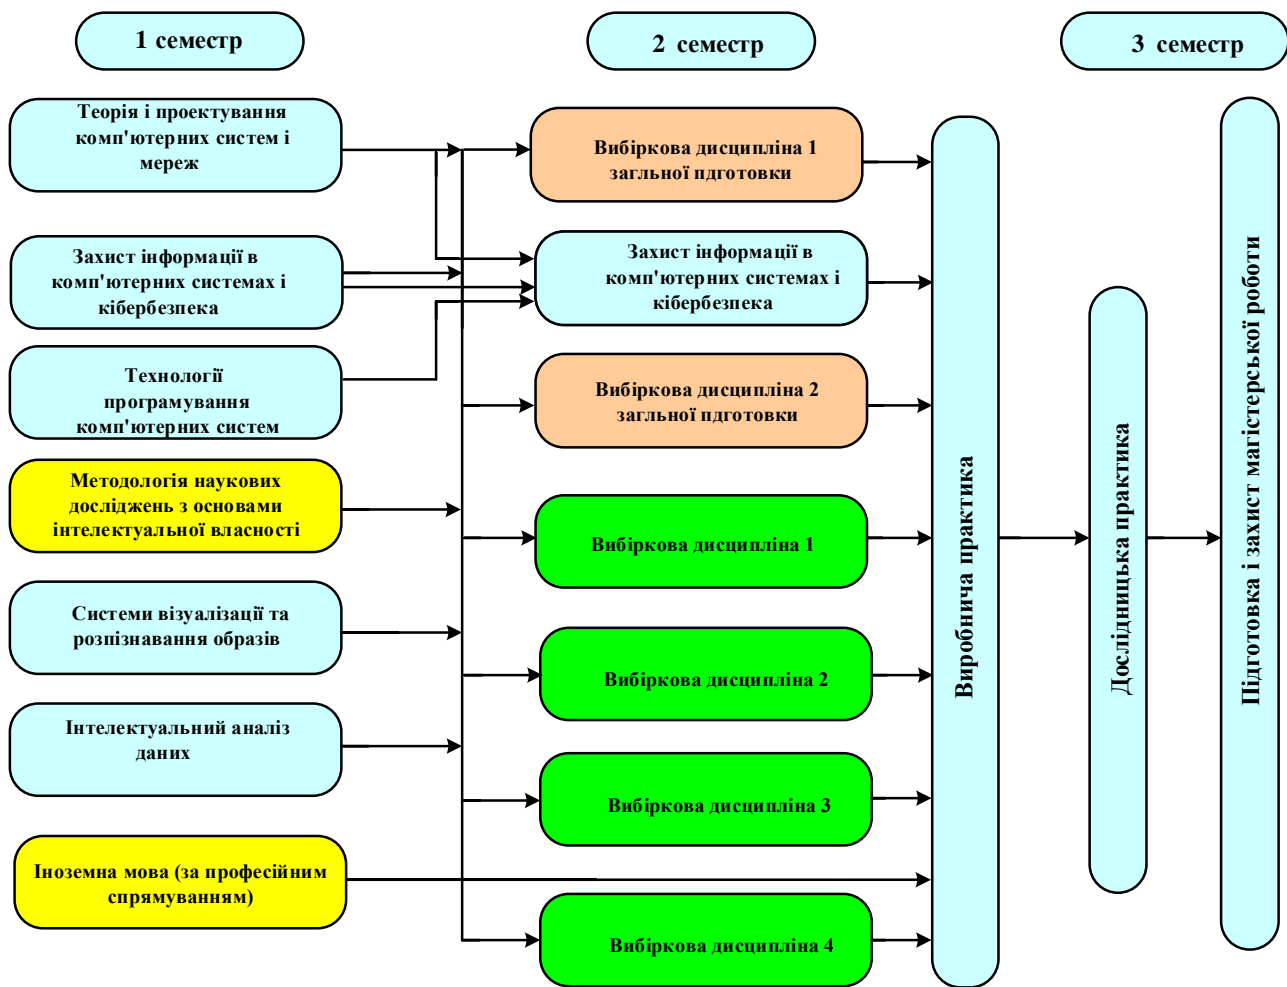 1 семестр
2 семестр
3 семестр
Теорія і проектування
комп'ютерних систем і
мереж
Захист інформації в
комп'ютерних системах і
кібербезпека
Технології
програмування
комп'ютерних систем
Методологія наукових
досліджень з основами
інтелектуальної власності
Системи візуалізації та
розпізнавання образів
Інтелектуальний аналіз
даних
Іноземна мова (за професійним
спрямуванням)
Вибіркова дисципліна 1
загльної пдготовки
Захист інформації в
комп'ютерних системах і
кібербезпека
Вибіркова дисципліна 2
загльної пдготовки
Вибіркова дисципліна 1
Вибіркова дисципліна 2
Вибіркова дисципліна 3
Вибіркова дисципліна 4
Виробнича практика
Дослідницька практика
Підготовка і захист магістерської роботи